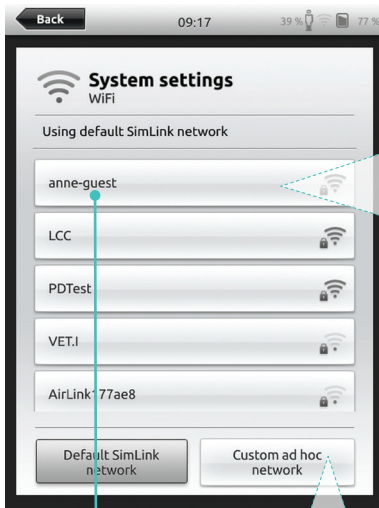 Back 09:17 39 % 77 %
System settings
WiFi
Using default SimLink network
anne-guest
LCC
PDTest
VET.I
AirLink177ae8
Default SimLink
network
Custom ad hoc
network